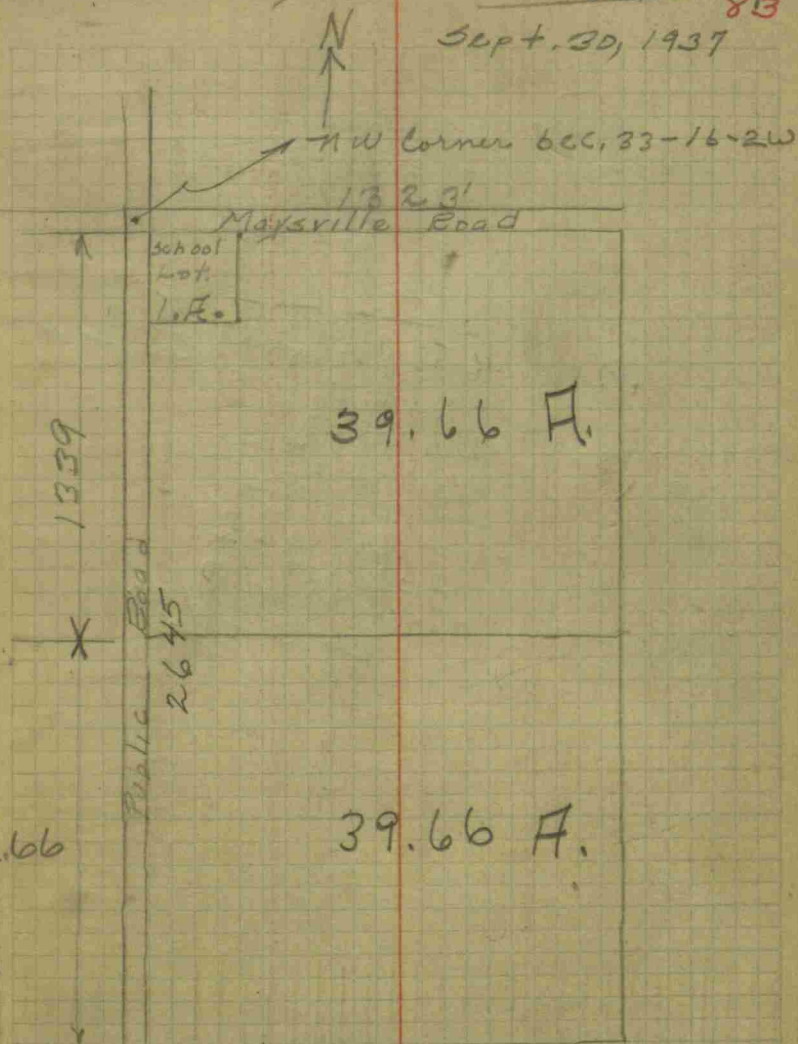 83
N
Sept. 30, 1937
NW Corner Sec. 33-16-2W
1323'
Maysville Road
School
Lot.
1.A.
39.66 A.
1339
2645
Public Road
39.66 A.
.66